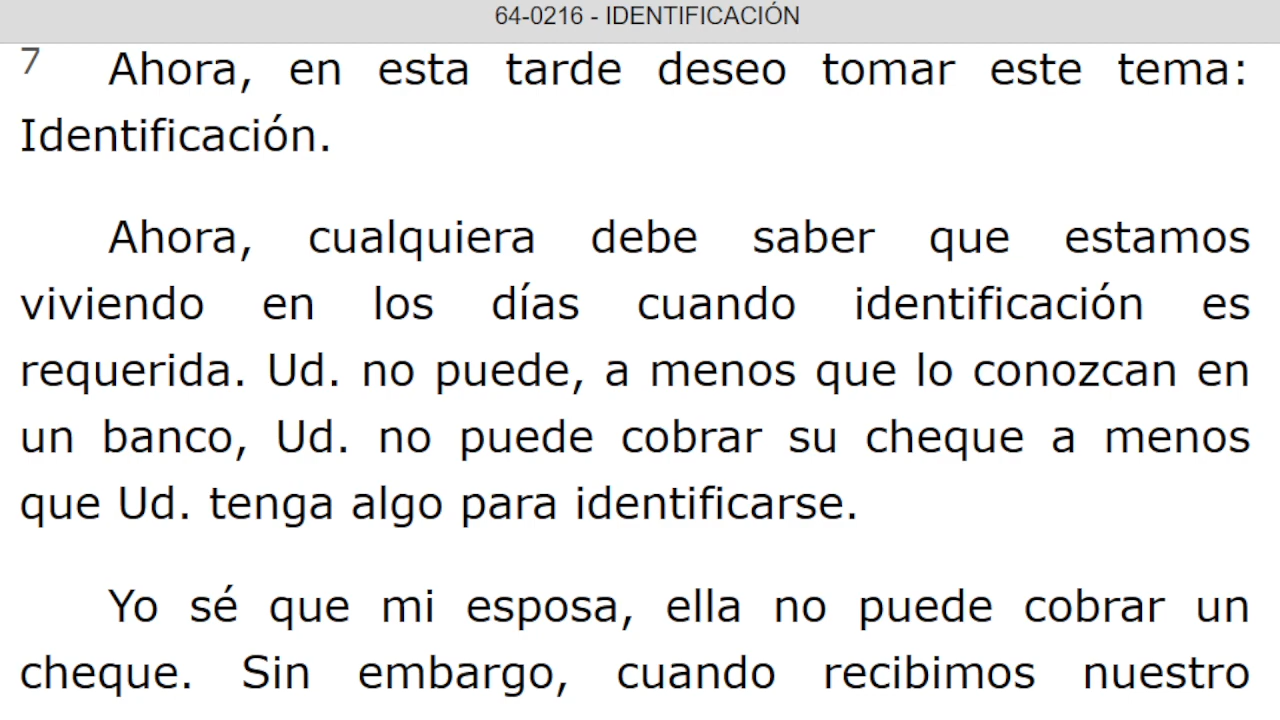 64-0216 - IDENTIFICACIÓN
7 Ahora, en esta tarde deseo tomar este tema:
Identificación.
Ahora, cualquiera debe saber que estamos
viviendo en los días cuando identificación es
requerida. Ud. no puede, a menos que lo conozcan en
un banco, Ud. no puede cobrar su cheque a menos
que Ud. tenga algo para identificarse.
Yo sé que mi esposa, ella no puede cobrar un
cheque. Sin embargo, cuando recibimos nuestro